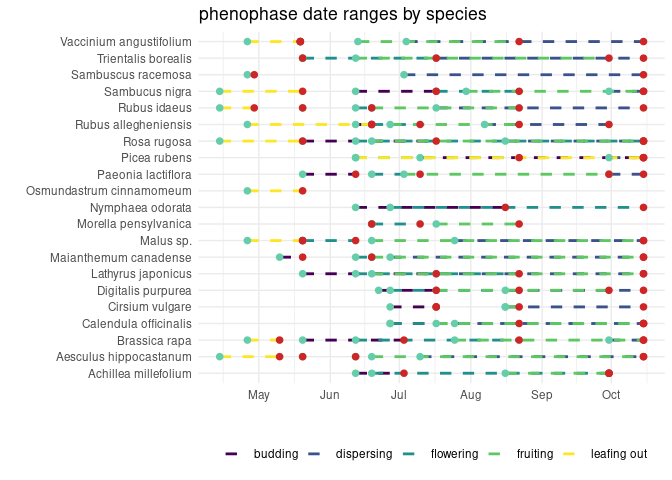 phenophase date ranges by species
Vaccinium angustifolium
Trientalis borealis
Sambuscus racemosa
Sambucus nigra
Rubus idaeus
Rubus allegheniensis
Rosa rugosa
Picea rubens
Paeonia lactiflora
Osmundastrum cinnamomeum
Nymphaea odorata
Morella pensylvanica
Malus sp.
Maianthemum canadense
Lathyrus japonicus
Digitalis purpurea
Cirsium vulgare
Calendula officinalis
Brassica rapa
Aesculus hippocastanum
Achillea millefolium
May Jun Jul Aug Sep Oct
budding dispersing flowering fruiting leafing out